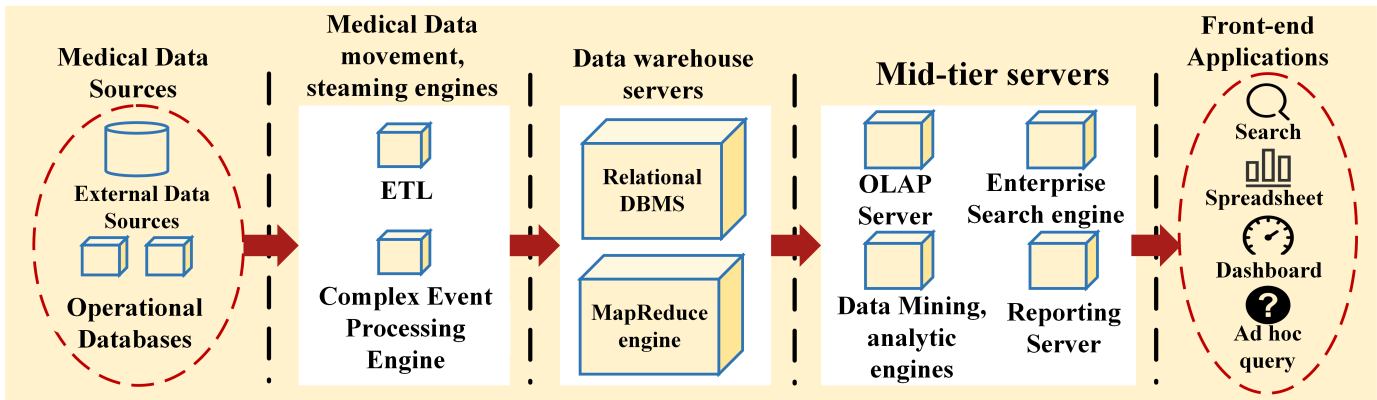 Medical Data
Sources
External Data
Sources
Operational
Databases
Medical Data
movement,
steaming engines
ETL
Complex Event
Processing
Engine
Data warehouse
servers
Relational
DBMS
MapReduce
engine
Mid-tier servers
OLAP
Server
Enterprise
Search engine
Data Mining,
analytic
engines
Reporting
Server
Front-end
Applications
Search
Spreadsheet
Dashboard
?
Ad hoc
query